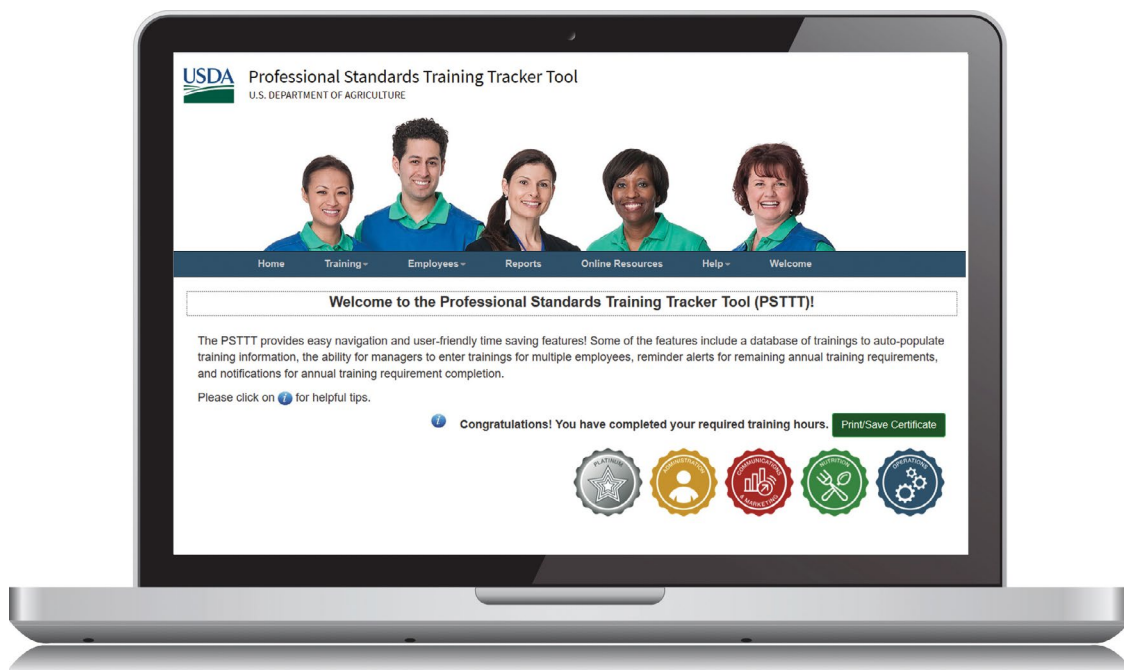 USDA
Professional Standards Training Tracker Tool
U.S. DEPARTMENT OF AGRICULTURE
Home Training Employees Reports Online Resources Help Welcome
Welcome to the Professional Standards Training Tracker Tool (PSTTT)!
The PSTTT provides easy navigation and user-friendly time saving features! Some of the features include a database of trainings to auto-populate
training information, the ability for managers to enter trainings for multiple employees, reminder alerts for remaining annual training requirements,
and notifications for annual training requirement completion.
Please click on i for helpful tips.
i Congratulations! You have completed your required training hours. Print/Save Certificate
PLATINUM
ADMINISTRATION
COMMUNICATIONS
& MARKETING
NUTRITION
OPERATIONS